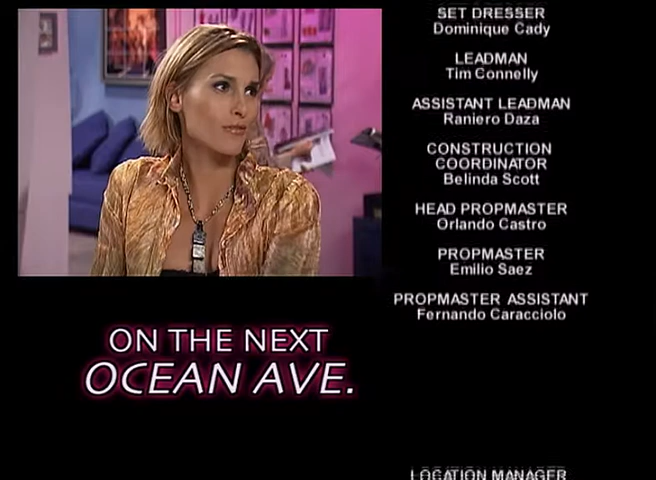 SET DRESSER
Dominique Cady
LEADMAN
Tim Connelly
ASSISTANT LEADMAN
Raniero Daza
CONSTRUCTION
COORDINATOR
Belinda Scott
HEAD PROPMASTER
Orlando Castro
PROPMASTER
Emilio Saez
PROPMASTER ASSISTANT
Fernando Caracciolo
ON THE NEXT
OCEAN AVE.
LOCATION MANAGER